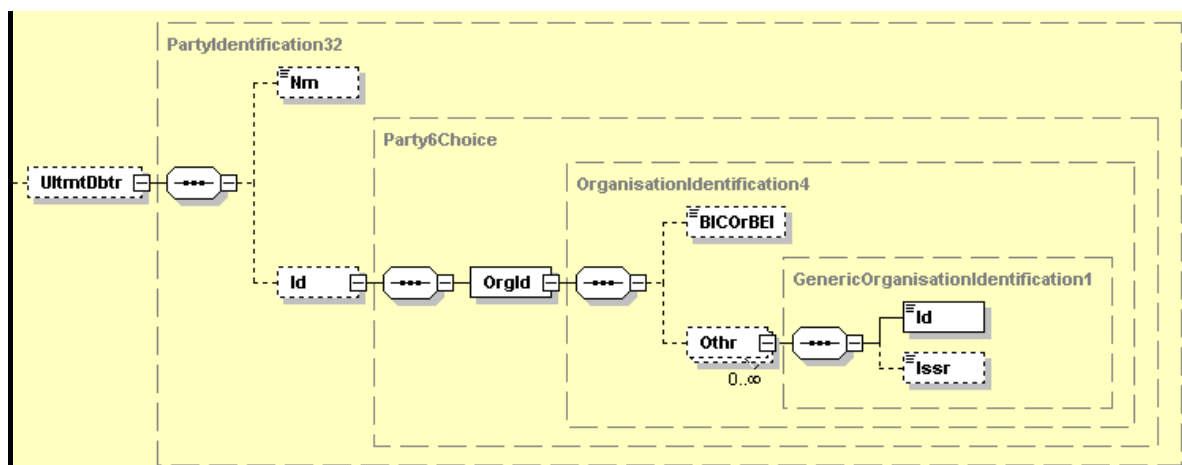 PartyIdentification32
Nm
Party6Choice
UltmtDbtr
OrganisationIdentification4
BICOrBEI
Id
OrgId
GenericOrganisationIdentification1
Id
Othr
0..∞
Issr